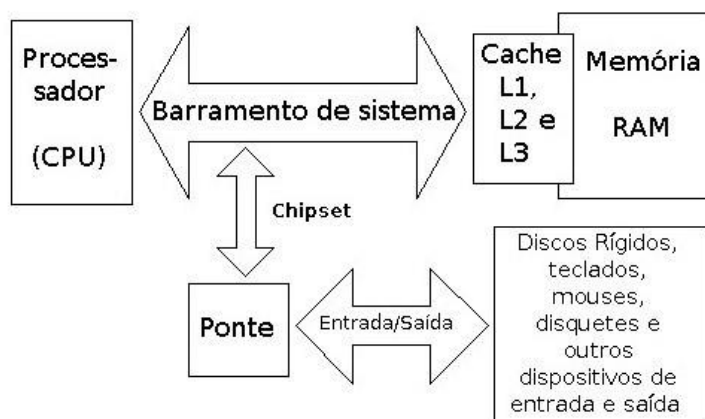 Proces-
sador
(CPU)
Barramento de sistema
Cache
L1,
L2 e
L3
Memória
RAM
Chipset
Ponte
Entrada/Saída
Discos Rígidos,
teclados,
mouses,
disquetes e
outros
dispositivos de
entrada e saída